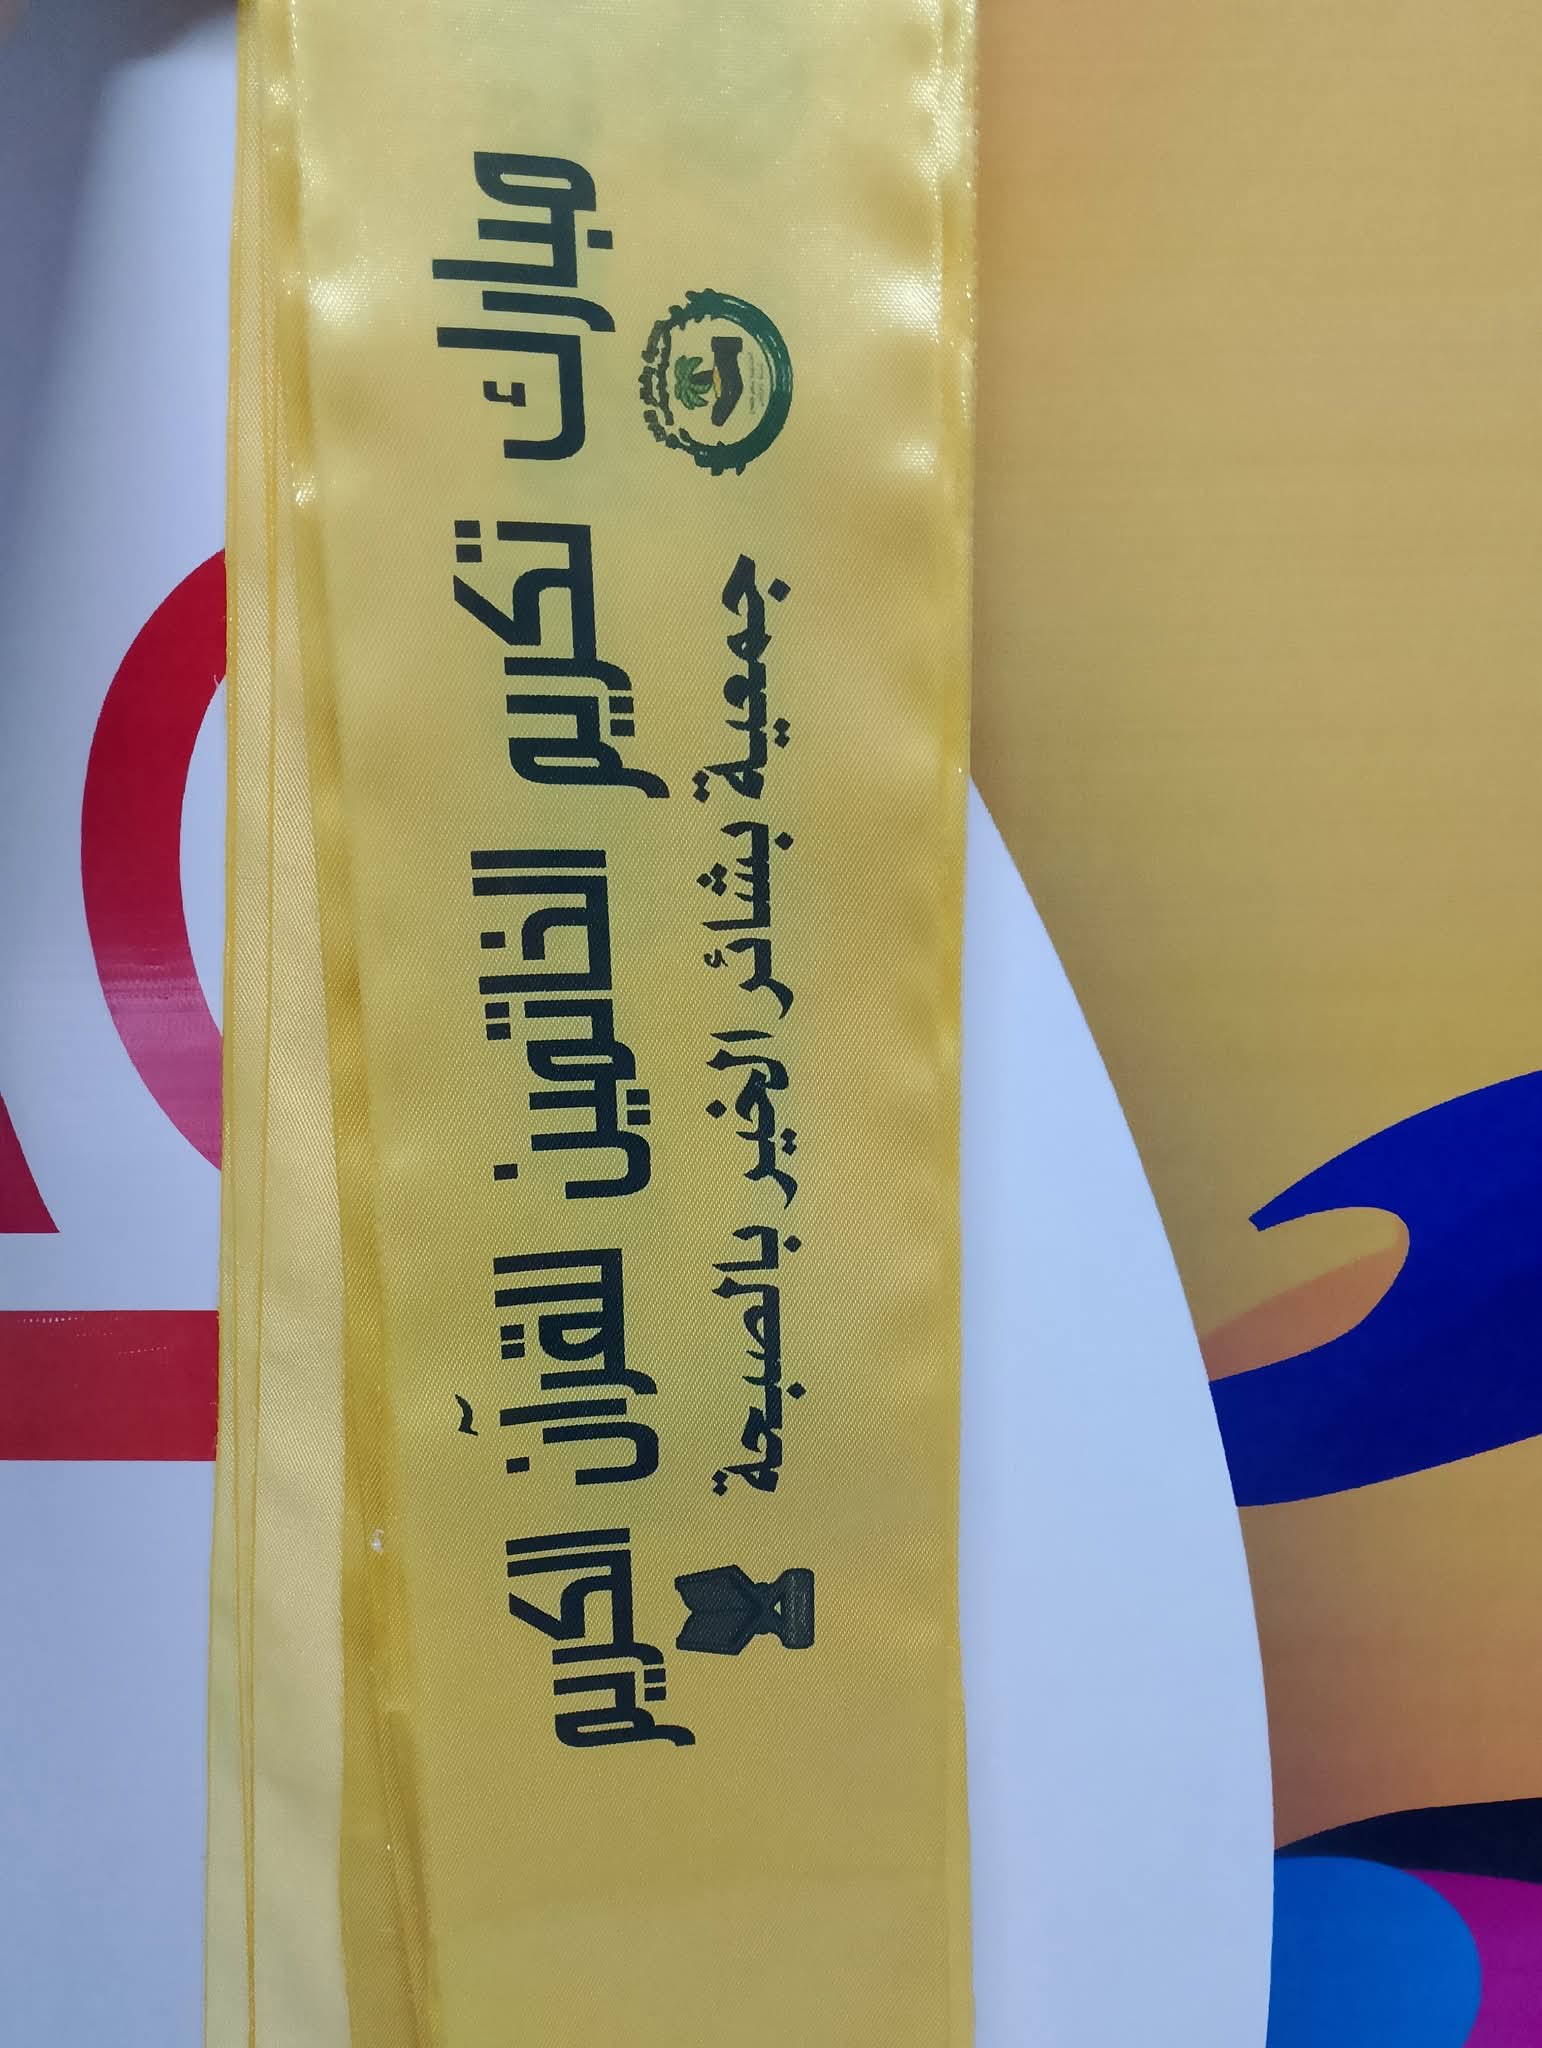 مبارك تكريم الخاتمين للقرآن الكريم
جمعية بشائر الخير بالصبحة